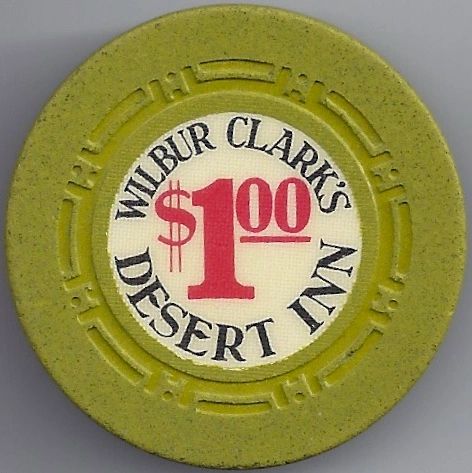 WILBUR CLARK'S
$1.00
DESERT INN